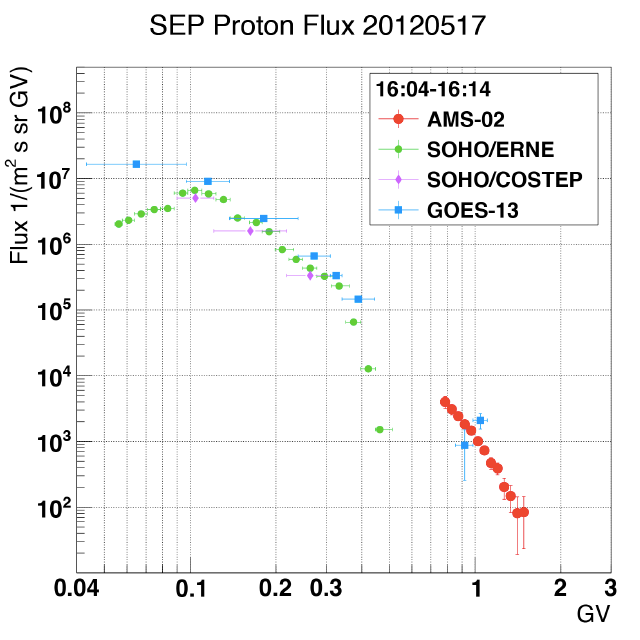 SEP Proton Flux 20120517
Flux 1/(m² s sr GV)
16:04-16:14
AMS-02
SOHO/ERNE
SOHO/COSTEP
GOES-13
10⁸
10⁷
10⁶
10⁵
10⁴
10³
10²
0.04 0.1 0.2 0.3 1 2 3
GV